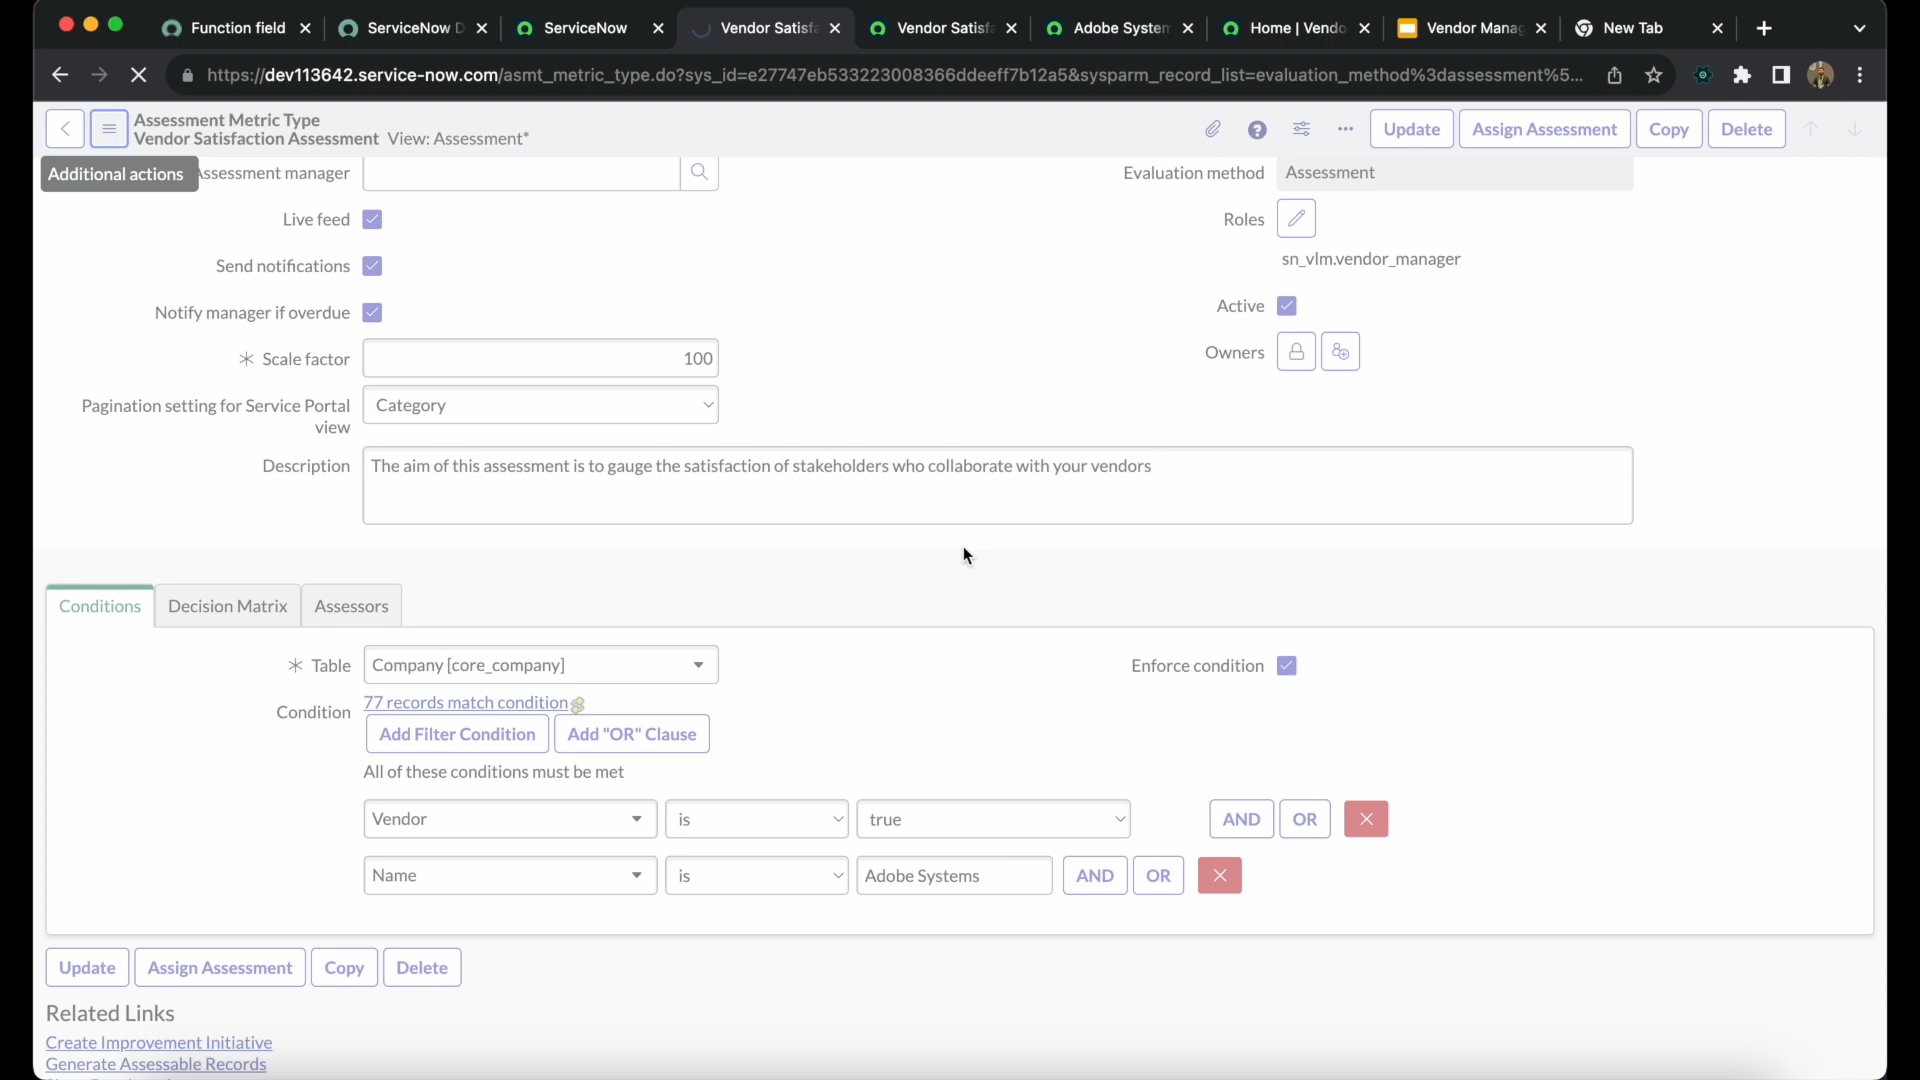 Function field
ServiceNow D
ServiceNow
Vendor Satisfa
Vendor Satisfa
Adobe System
Home | Vendo
Vendor Manag
New Tab
https://dev113642.service-now.com/asmt_metric_type.do?sys_id=e27747eb533223008366ddeeff7b12a5&sysparm_record_list=evaluation_method%3dassessment%5...
Assessment Metric Type
Vendor Satisfaction Assessment View: Assessment*
Update
Assign Assessment
Copy
Delete
Additional actions
Assessment manager
Evaluation method
Assessment
Live feed
Roles
sn_vlm.vendor_manager
Send notifications
Active
Notify manager if overdue
Owners
Scale factor
100
Pagination setting for Service Portal
view
Category
Description
The aim of this assessment is to gauge the satisfaction of stakeholders who collaborate with your vendors
Conditions
Decision Matrix
Assessors
Table
Company [core_company]
Enforce condition
Condition
77 records match condition
Add Filter Condition
Add "OR" Clause
All of these conditions must be met
Vendor
is
true
AND
OR
Name
is
Adobe Systems
AND
OR
Update
Assign Assessment
Copy
Delete
Related Links
Create Improvement Initiative
Generate Assessable Records